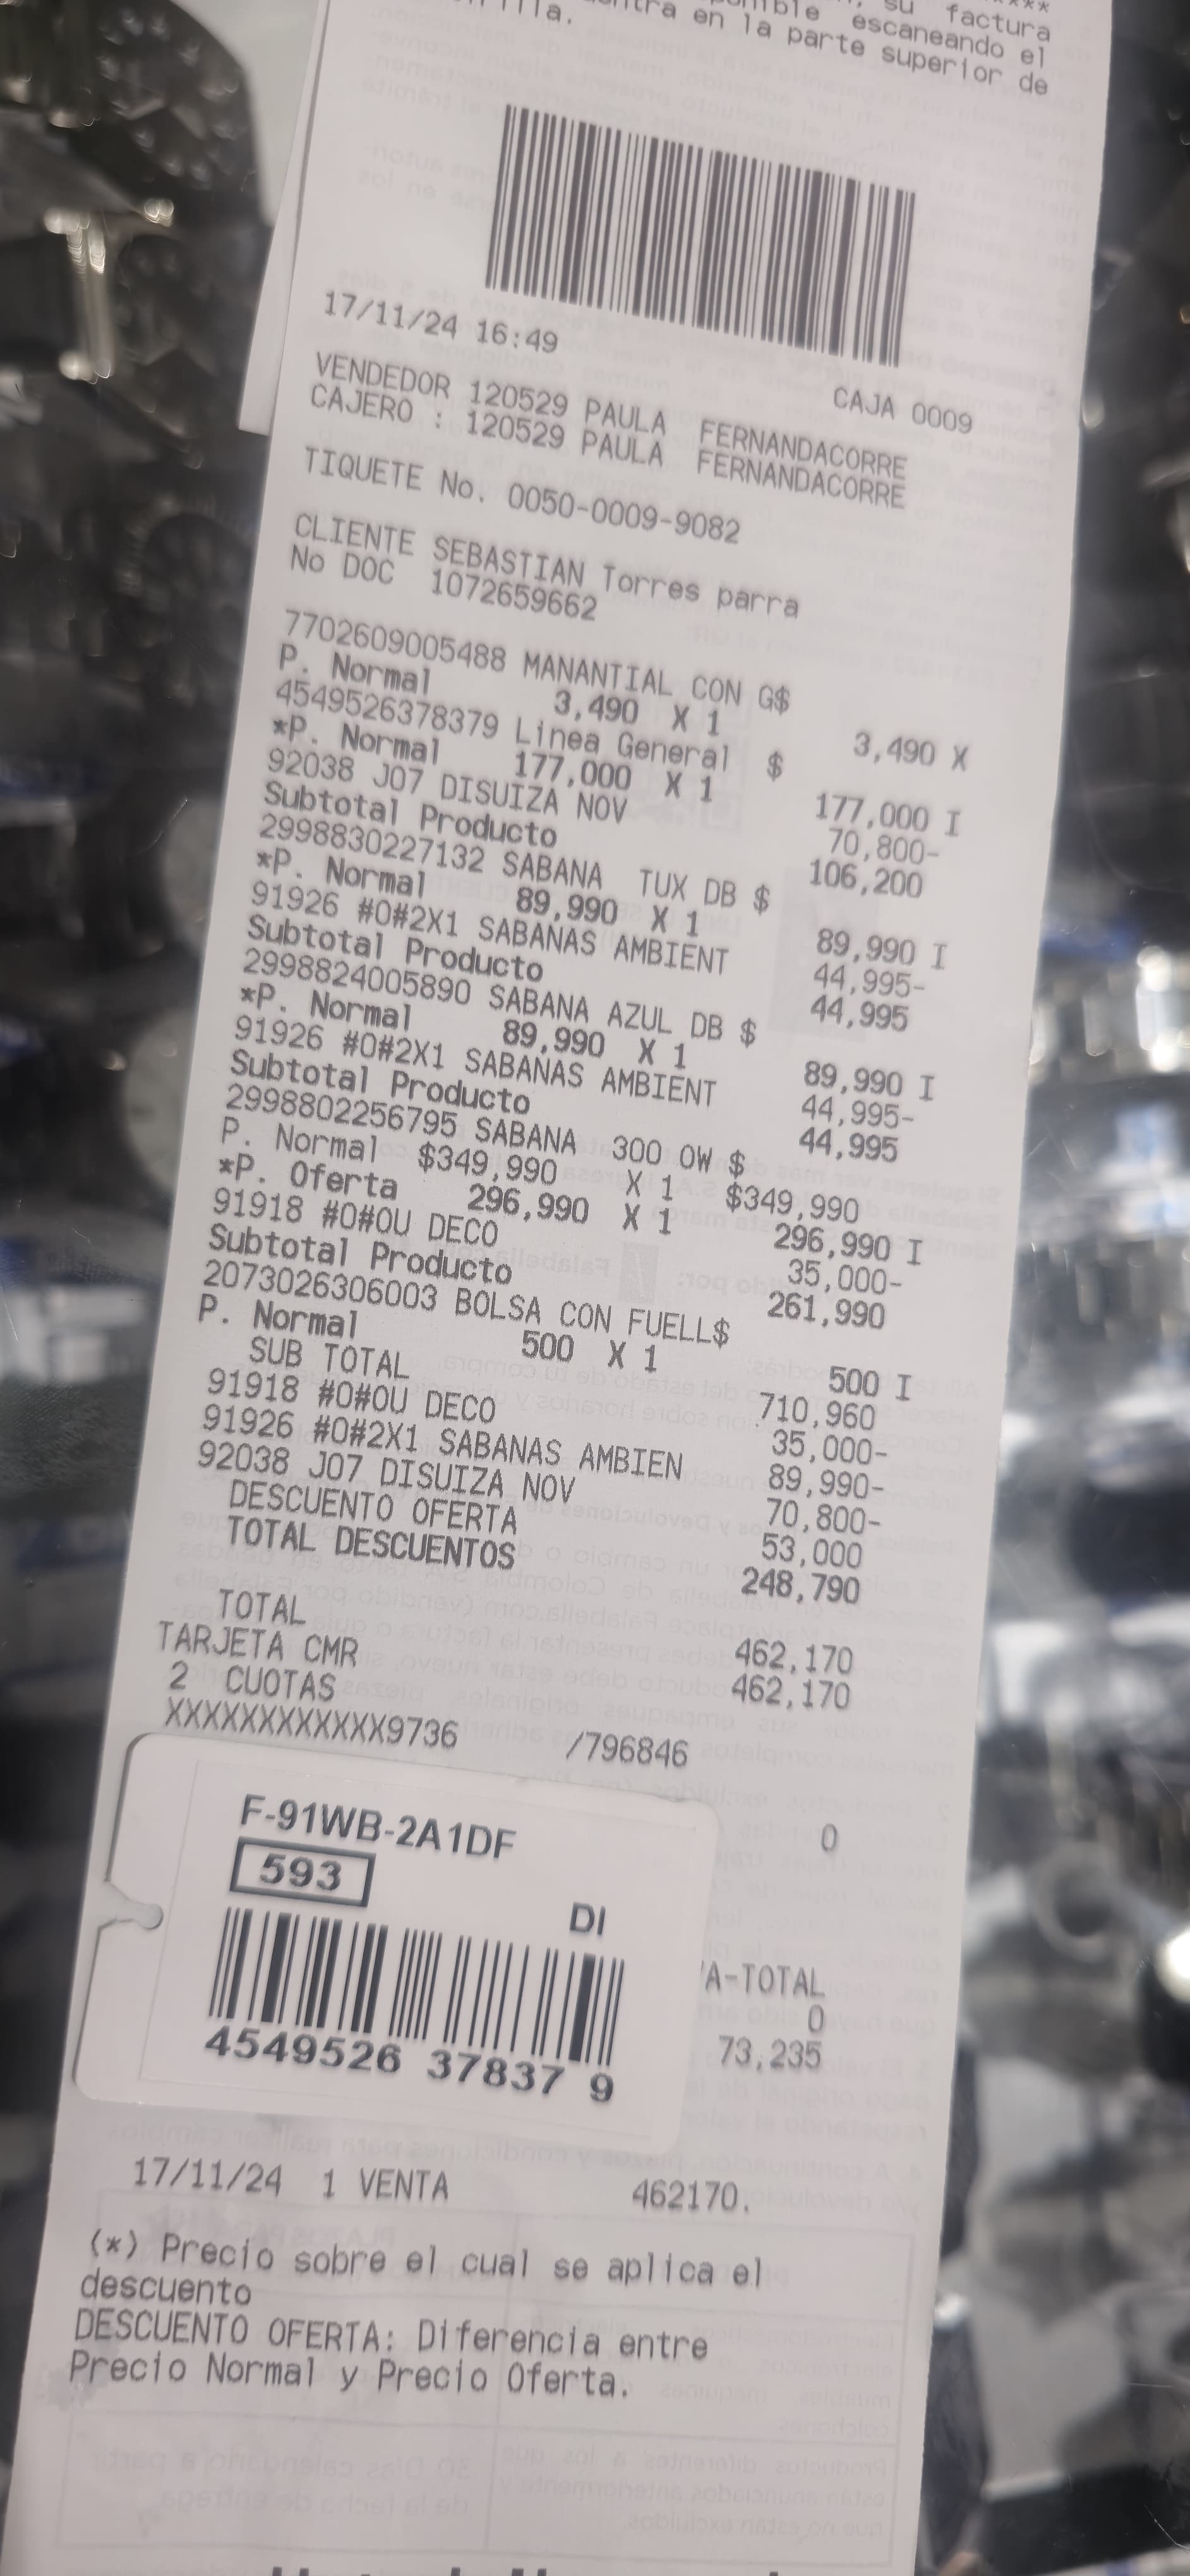 su factura
escaneando el
en la parte superior de
17/11/24 16:49
CAJA 0009
VENDEDOR 120529 PAULA FERNANDACORRE
CAJERO : 120529 PAULA FERNANDACORRE
TIQUETE No. 0050-0009-9082
CLIENTE SEBASTIAN Torres parra
No DOC 1072659662
7702609005488 MANANTIAL CON G$
P. Normal 3,490 X 1 3,490 X
4549526378379 Linea General $
*P. Normal 177,000 X 1 177,000 I
92038 J07 DISUIZA NOV 70,800-
Subtotal Producto 106,200
2998830227132 SABANA TUX DB $
*P. Normal 89,990 X 1 89,990 I
91926 #0#2X1 SABANAS AMBIENT 44,995-
Subtotal Producto 44,995
2998824005890 SABANA AZUL DB $
*P. Normal 89,990 X 1 89,990 I
91926 #0#2X1 SABANAS AMBIENT 44,995-
Subtotal Producto 44,995
2998802256795 SABANA 300 OW $
P. Normal $349,990 X 1 $349,990
*P. Oferta 296,990 X 1 296,990 I
91918 #0#0U DECO 35,000-
Subtotal Producto 261,990
2073026306003 BOLSA CON FUELL$
P. Normal 500 X 1 500 I
SUB TOTAL 710,960
91918 #0#0U DECO 35,000-
91926 #0#2X1 SABANAS AMBIEN 89,990-
92038 J07 DISUIZA NOV 70,800-
DESCUENTO OFERTA 53,000
TOTAL DESCUENTOS 248,790
TOTAL 462,170
TARJETA CMR 462,170
2 CUOTAS
XXXXXXXXXXXX9736 /796846
0
F-91WB-2A1DF
593
DI
4549526 37837 9
A-TOTAL
0
73,235
17/11/24 1 VENTA 462170.
(*) Precio sobre el cual se aplica el
descuento
DESCUENTO OFERTA: Diferencia entre
Precio Normal y Precio Oferta.